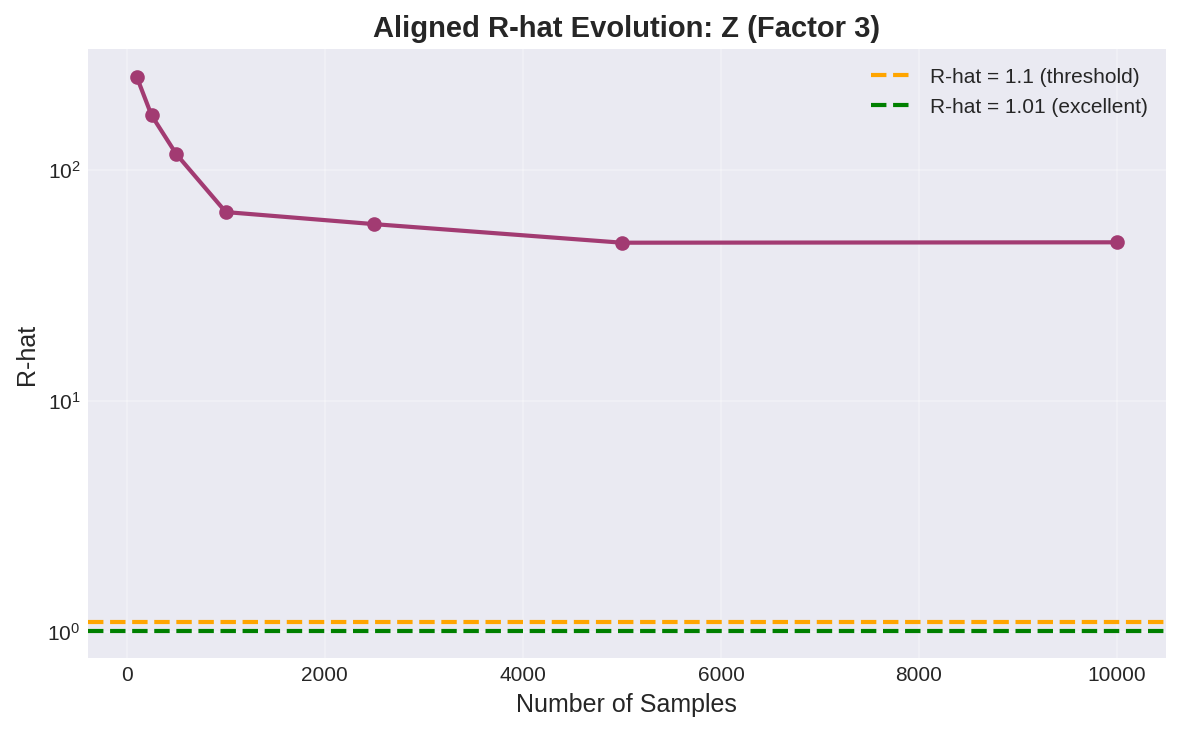 Aligned R-hat Evolution: Z (Factor 3)
R-hat = 1.1 (threshold)
R-hat = 1.01 (excellent)
10²
10¹
10⁰
R-hat
0 2000 4000 6000 8000 10000
Number of Samples